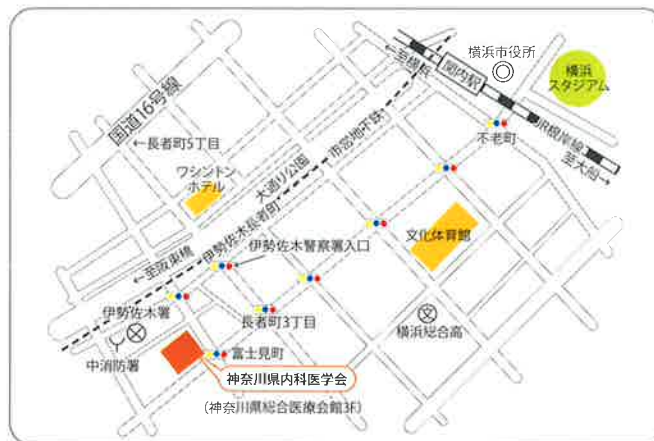 国道16号線
←至横浜
関内駅
横浜市役所
横浜
スタジアム
JR根岸線
至大船→
不老町
←長者町5丁目
ワシントン
ホテル
大通り公園
市営地下鉄
伊勢佐木長者町
←至阪東橋
伊勢佐木警察署入口
文化体育館
伊勢佐木署
長者町3丁目
文
横浜総合高
中消防署
富士見町
神奈川県内科医学会
（神奈川県総合医療会館3F）